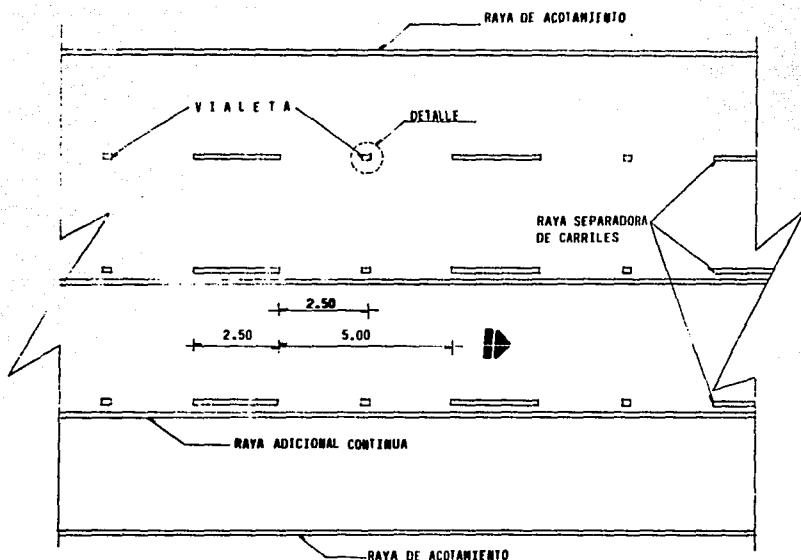 RAYA DE ACOTAMIENTO
VIALETA
DETALLE
RAYA SEPARADORA
DE CARRILES
2.50
2.50
5.00
RAYA ADICIONAL CONTINUA
RAYA DE ACOTAMIENTO